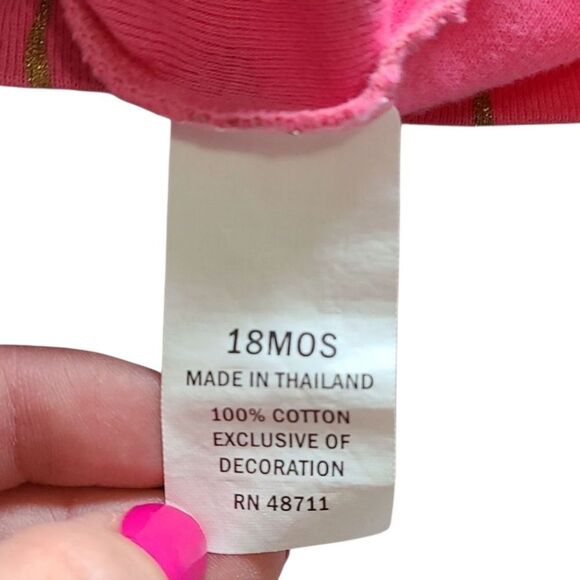 18MOS
MADE IN THAILAND
100% COTTON
EXCLUSIVE OF
DECORATION
RN 48711